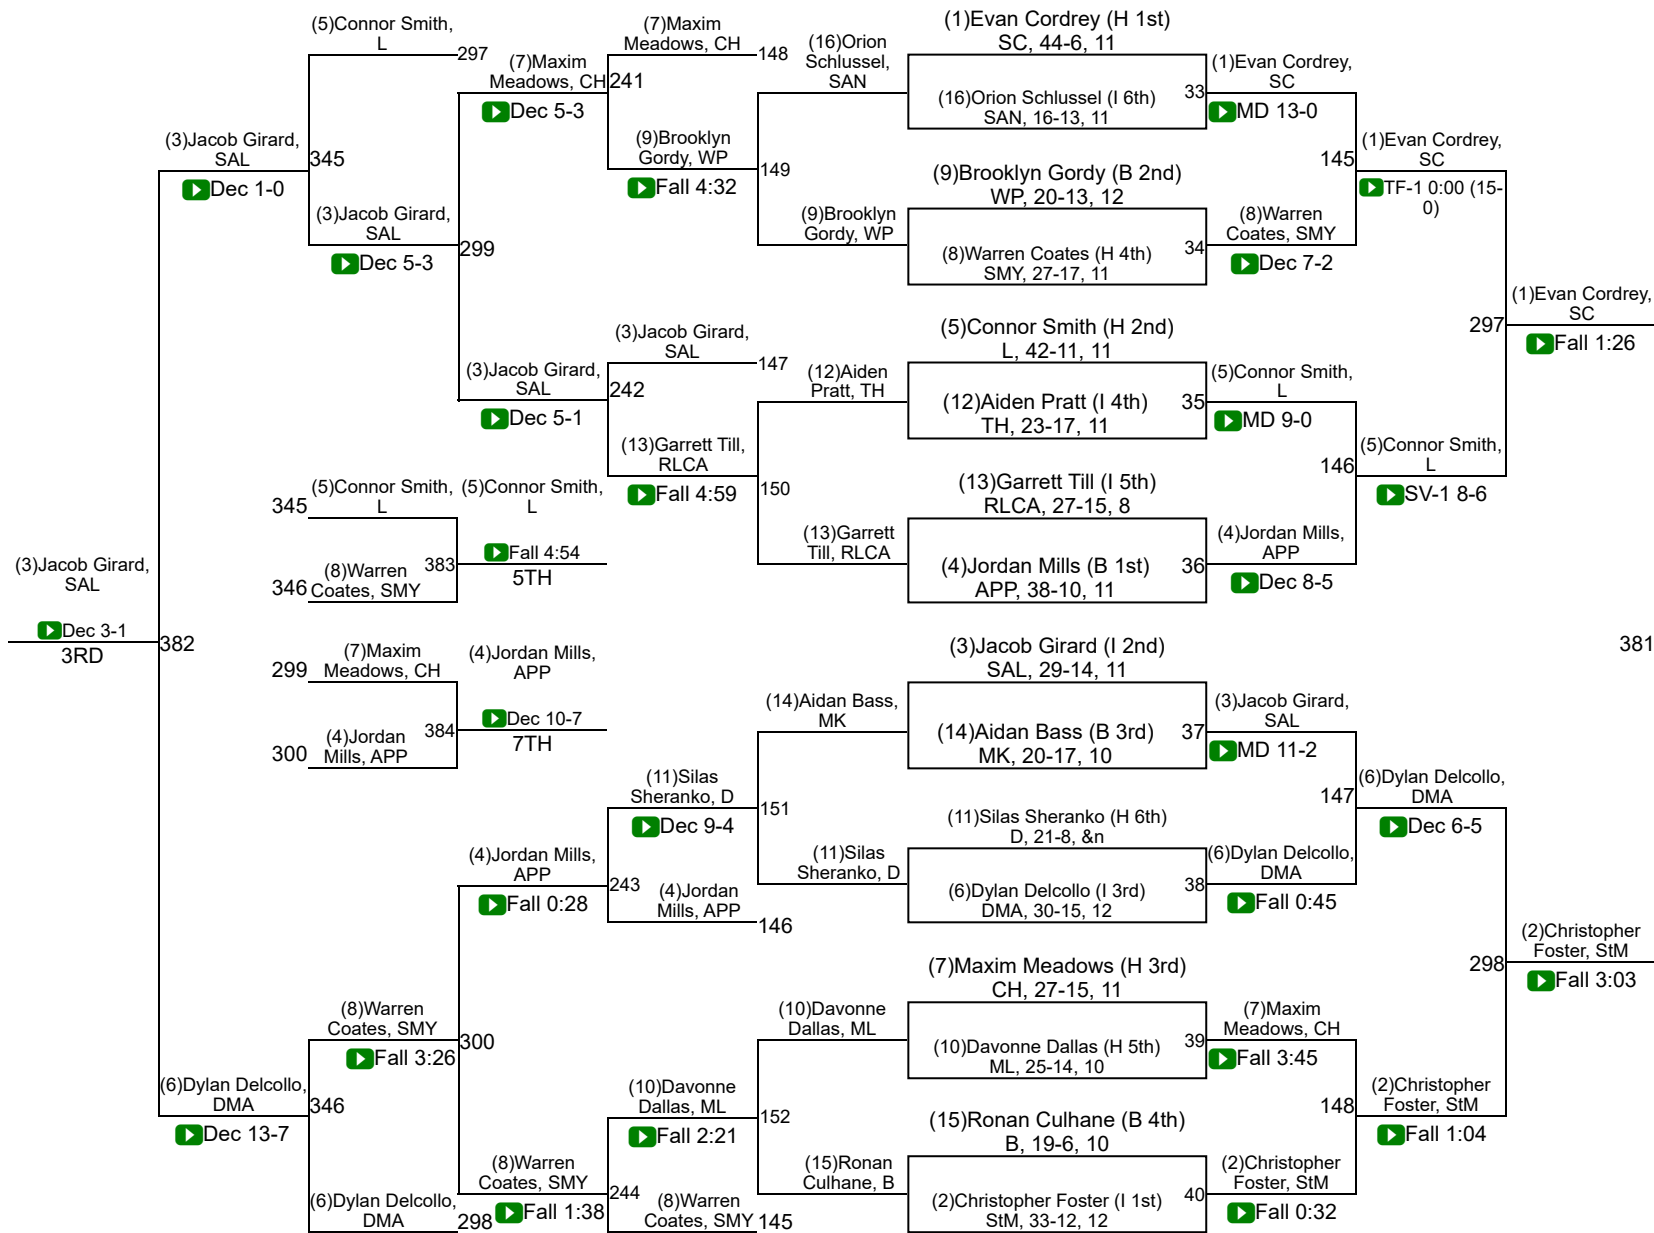 (5)Connor Smith,
L
297
(7)Maxim
Meadows, CH
148
(16)Orion
Schlussel,
SAN
(1)Evan Cordrey (H 1st)
SC, 44-6, 11
(7)Maxim
Meadows, CH
241
Dec 5-3
(16)Orion Schlussel (I 6th)
SAN, 16-13, 11
33
(1)Evan Cordrey,
SC
MD 13-0
(3)Jacob Girard,
SAL
345
Dec 1-0
(9)Brooklyn
Gordy, WP
149
Fall 4:32
(9)Brooklyn Gordy (B 2nd)
WP, 20-13, 12
145
(1)Evan Cordrey,
SC
TF-1 0:00 (15-
0)
(3)Jacob Girard,
SAL
299
Dec 5-3
(9)Brooklyn
Gordy, WP
(8)Warren Coates (H 4th)
SMY, 27-17, 11
34
(8)Warren
Coates, SMY
Dec 7-2
(3)Jacob Girard,
SAL
147
(5)Connor Smith (H 2nd)
L, 42-11, 11
297
(1)Evan Cordrey,
SC
Fall 1:26
(3)Jacob Girard,
SAL
242
Dec 5-1
(12)Aiden
Pratt, TH
(12)Aiden Pratt (I 4th)
TH, 23-17, 11
35
(5)Connor Smith,
L
MD 9-0
(13)Garrett Till,
RLCA
150
Fall 4:59
(13)Garrett Till (I 5th)
RLCA, 27-15, 8
146
(5)Connor Smith,
L
SV-1 8-6
345
(5)Connor Smith,
L
(5)Connor Smith,
L
383
Fall 4:54
5TH
346
(8)Warren
Coates, SMY
(13)Garrett
Till, RLCA
(4)Jordan Mills (B 1st)
APP, 38-10, 11
36
(4)Jordan Mills,
APP
Dec 8-5
(3)Jacob Girard,
SAL
Dec 3-1
3RD
382
(3)Jacob Girard (I 2nd)
SAL, 29-14, 11
381
299
(7)Maxim
Meadows, CH
(4)Jordan Mills,
APP
384
Dec 10-7
7TH
300
(4)Jordan
Mills, APP
(14)Aidan Bass,
MK
(14)Aidan Bass (B 3rd)
MK, 20-17, 10
37
(3)Jacob Girard,
SAL
MD 11-2
(11)Silas
Sheranko, D
151
Dec 9-4
(11)Silas Sheranko (H 6th)
D, 21-8, &n
147
(6)Dylan Delcollo,
DMA
Dec 6-5
(4)Jordan Mills,
APP
243
Fall 0:28
(11)Silas
Sheranko, D
(6)Dylan Delcollo (I 3rd)
DMA, 30-15, 12
38
(6)Dylan Delcollo,
DMA
Fall 0:45
(4)Jordan
Mills, APP
146
(7)Maxim Meadows (H 3rd)
CH, 27-15, 11
298
(2)Christopher
Foster, StM
Fall 3:03
(8)Warren
Coates, SMY
300
Fall 3:26
(10)Davonne
Dallas, ML
(10)Davonne Dallas (H 5th)
ML, 25-14, 10
39
(7)Maxim
Meadows, CH
Fall 3:45
(6)Dylan Delcollo,
DMA
346
Dec 13-7
(10)Davonne
Dallas, ML
152
Fall 2:21
(15)Ronan Culhane (B 4th)
B, 19-6, 10
148
(2)Christopher
Foster, StM
Fall 1:04
(8)Warren
Coates, SMY
244
Fall 1:38
(15)Ronan
Culhane, B
(2)Christopher Foster (I 1st)
StM, 33-12, 12
40
(2)Christopher
Foster, StM
Fall 0:32
(6)Dylan Delcollo,
DMA
298
(8)Warren
Coates, SMY
145